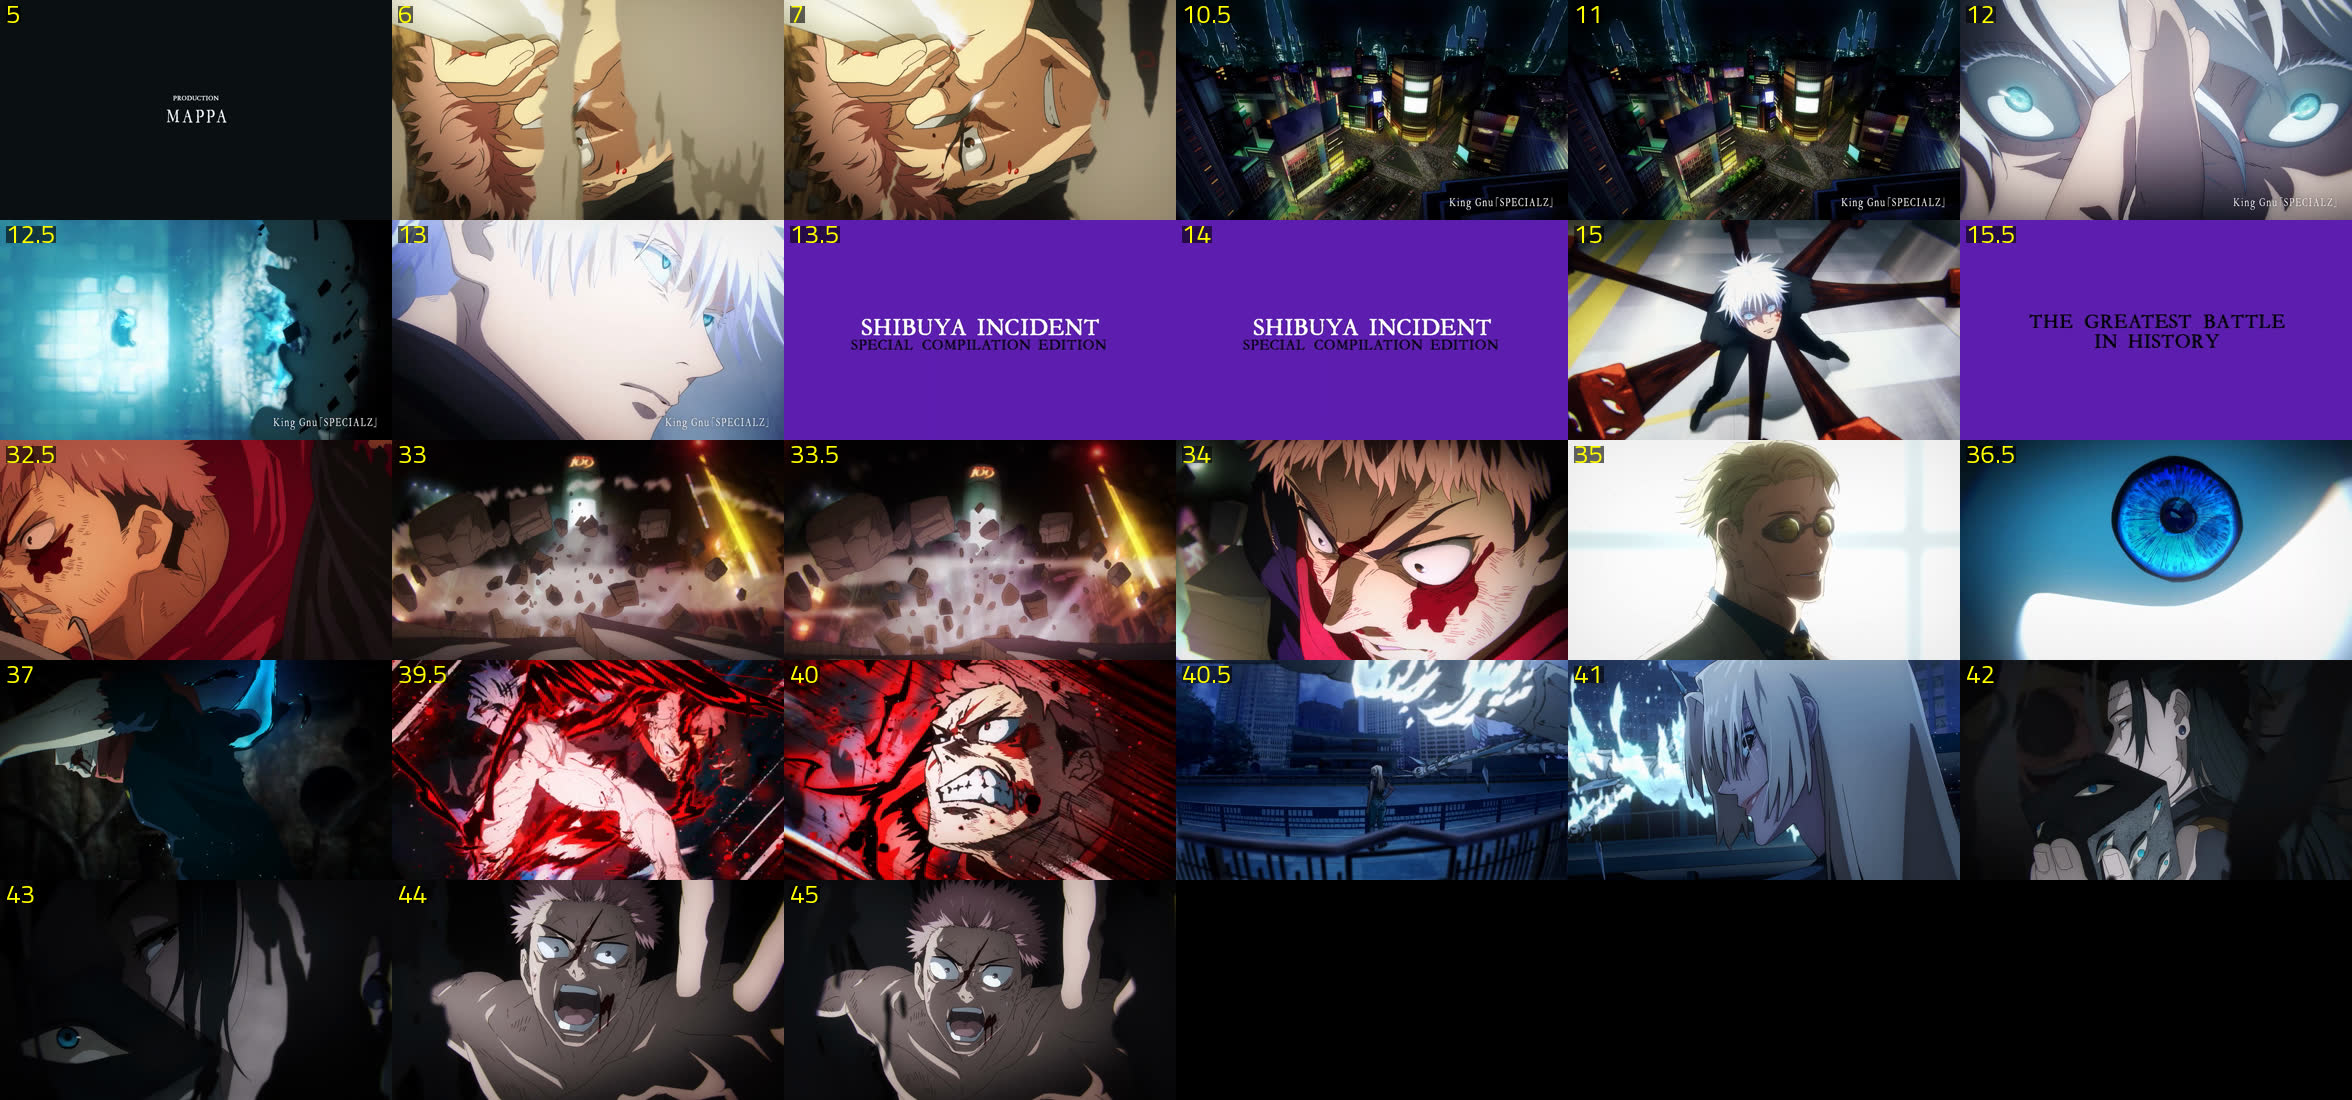 5
PRODUCTION
MAPPA
6
7
10.5
King Gnu「SPECIALZ」
11
King Gnu「SPECIALZ」
12
King Gnu「SPECIALZ」
12.5
King Gnu「SPECIALZ」
13
King Gnu「SPECIALZ」
13.5
SHIBUYA INCIDENT
SPECIAL COMPILATION EDITION
14
SHIBUYA INCIDENT
SPECIAL COMPILATION EDITION
15
15.5
THE GREATEST BATTLE
IN HISTORY
32.5
33
109
33.5
109
34
35
36.5
37
39.5
40
40.5
41
42
43
44
45